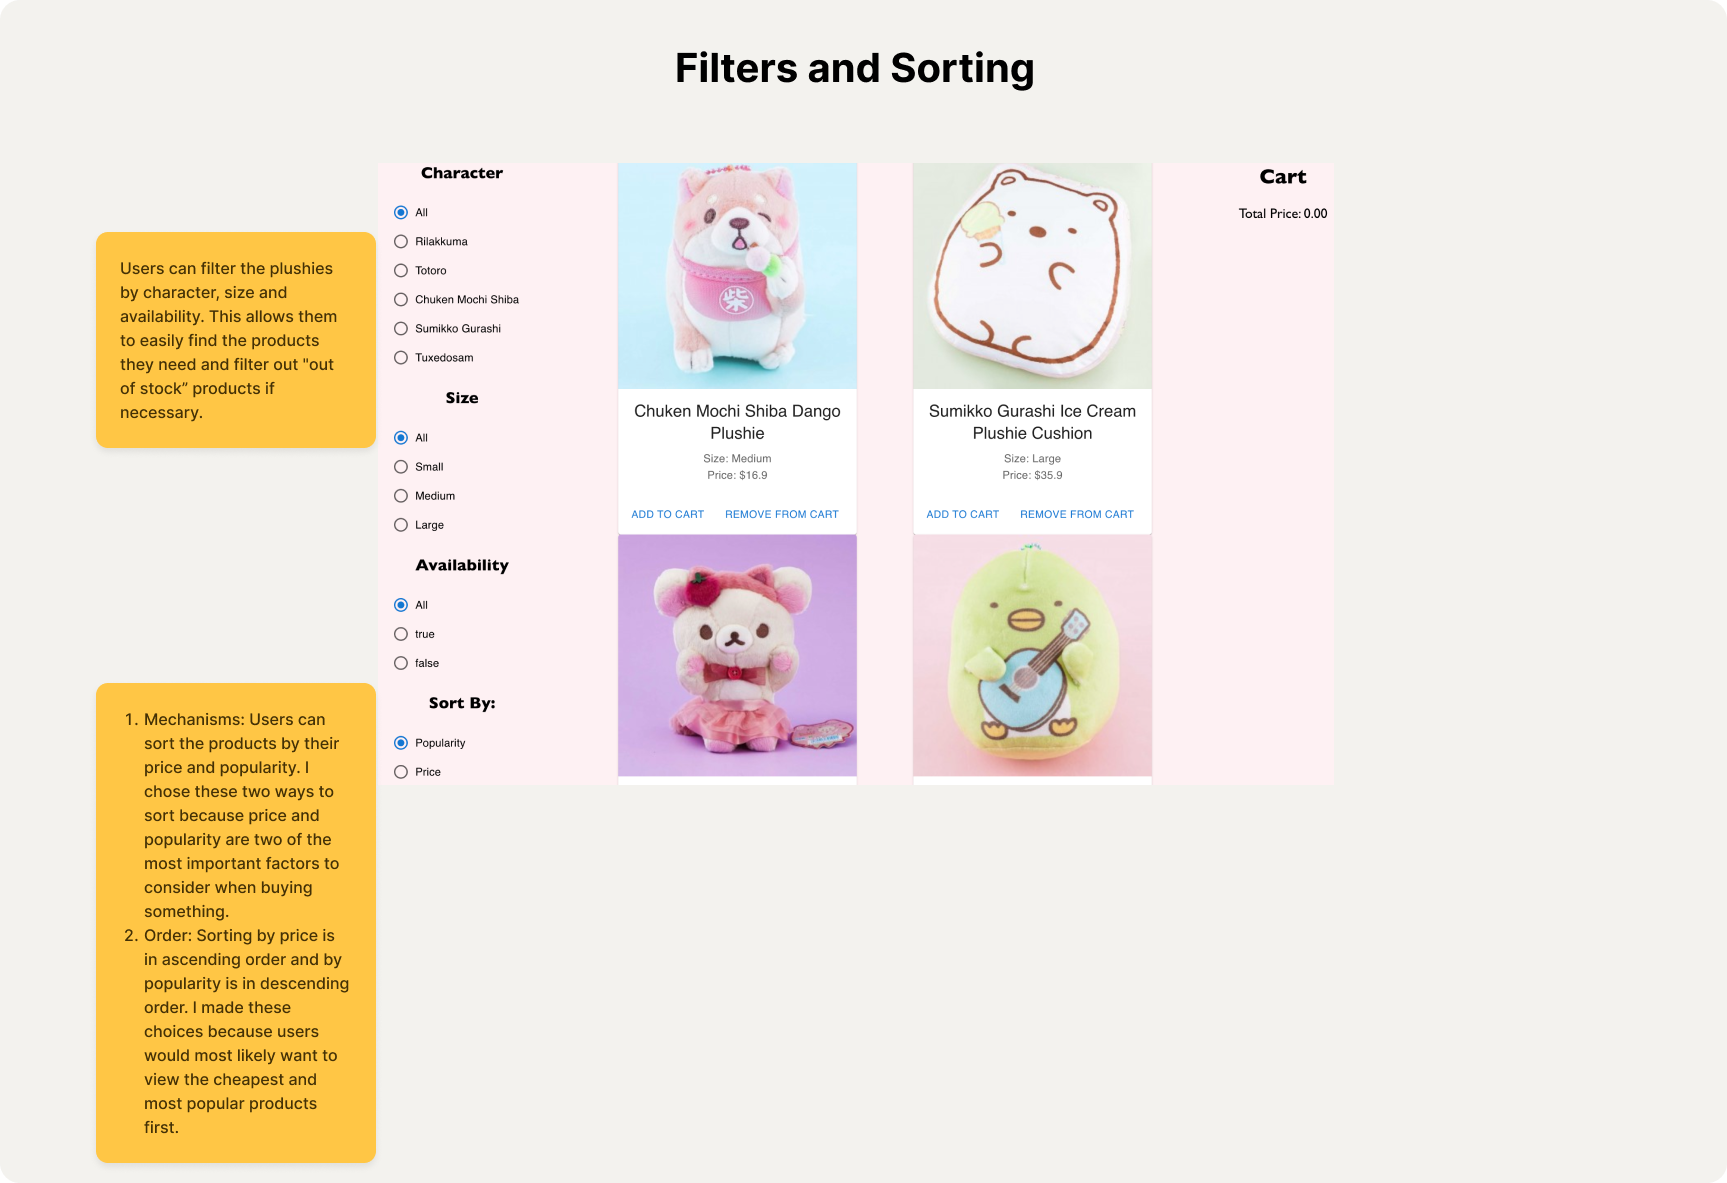 Filters and Sorting
Users can filter the plushies
by character, size and
availability. This allows them
to easily find the products
they need and filter out "out
of stock” products if
necessary.
1. Mechanisms: Users can
sort the products by their
price and popularity. I
chose these two ways to
sort because price and
popularity are two of the
most important factors to
consider when buying
something.
2. Order: Sorting by price is
in ascending order and by
popularity is in descending
order. I made these
choices because users
would most likely want to
view the cheapest and
most popular products
first.
Character
All
Rilakkuma
Totoro
Chuken Mochi Shiba
Sumikko Gurashi
Tuxedosam
Size
All
Small
Medium
Large
Availability
All
true
false
Sort By:
Popularity
Price
柴
Chuken Mochi Shiba Dango
Plushie
Size: Medium
Price: $16.9
ADD TO CART REMOVE FROM CART
Sumikko Gurashi Ice Cream
Plushie Cushion
Size: Large
Price: $35.9
ADD TO CART REMOVE FROM CART
Cart
Total Price: 0.00